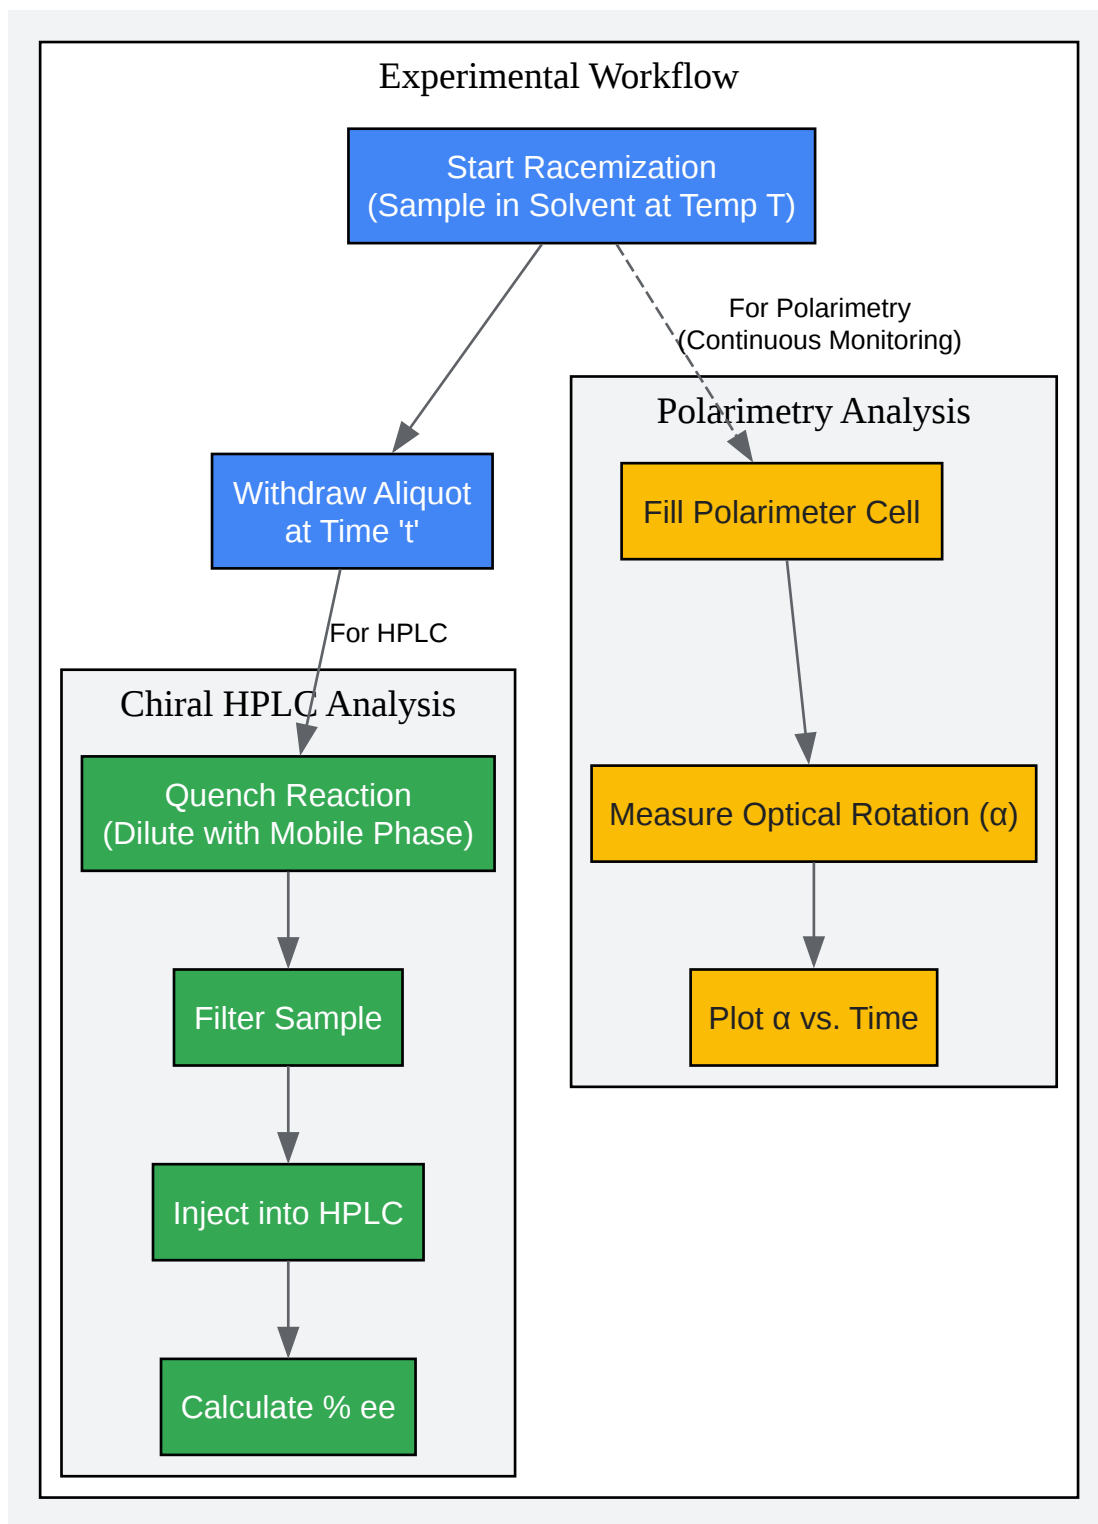 Experimental Workflow
Start Racemization
(Sample in Solvent at Temp T)
For Polarimetry
(Continuous Monitoring)
Withdraw Aliquot
at Time 't'
For HPLC
Chiral HPLC Analysis
Quench Reaction
(Dilute with Mobile Phase)
Filter Sample
Inject into HPLC
Calculate % ee
Polarimetry Analysis
Fill Polarimeter Cell
Measure Optical Rotation (α)
Plot α vs. Time